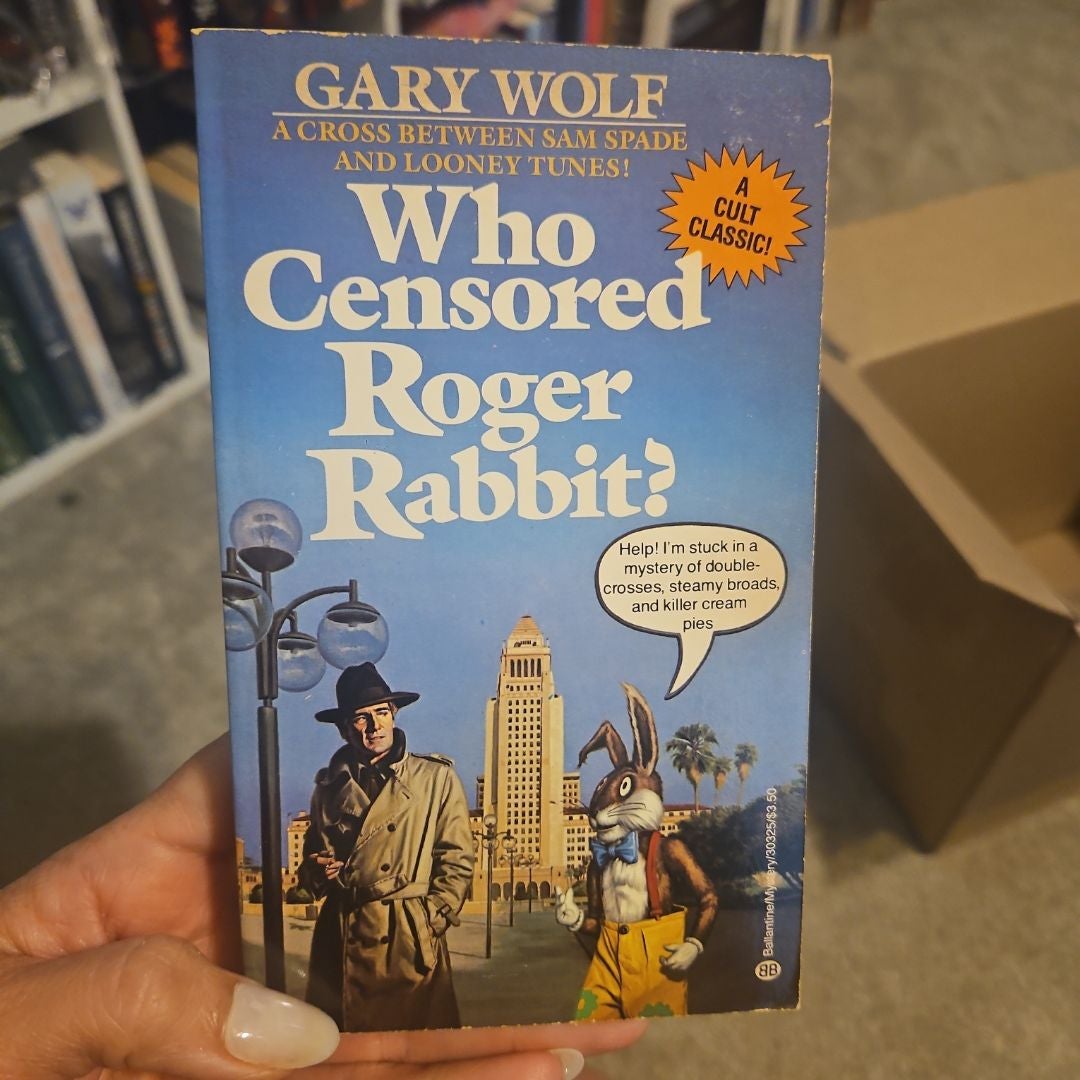 GARY WOLF
A CROSS BETWEEN SAM SPADE
AND LOONEY TUNES!
A
CULT
CLASSIC!
Who
Censored
Roger
Rabbit?
Help! I'm stuck in a
mystery of double-
crosses, steamy broads,
and killer cream
pies
BB Ballantine/Mystery/30325/$3.50